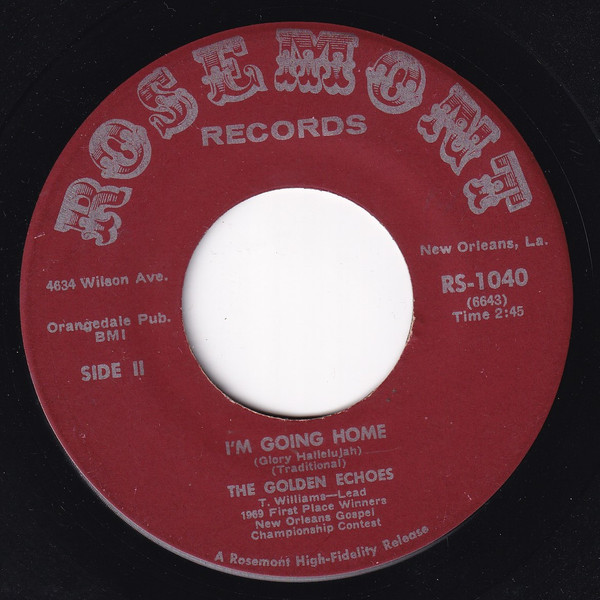 ROSEMONT
RECORDS
4634 Wilson Ave.
New Orleans, La.
Orangedale Pub.
BMI
SIDE II
RS-1040
(6643)
Time 2:45
I'M GOING HOME
(Glory Hallelujah)
(Traditional)
THE GOLDEN ECHOES
T. Williams—Lead
1969 First Place Winners
New Orleans Gospel
Championship Contest
A Rosemont High-Fidelity Release